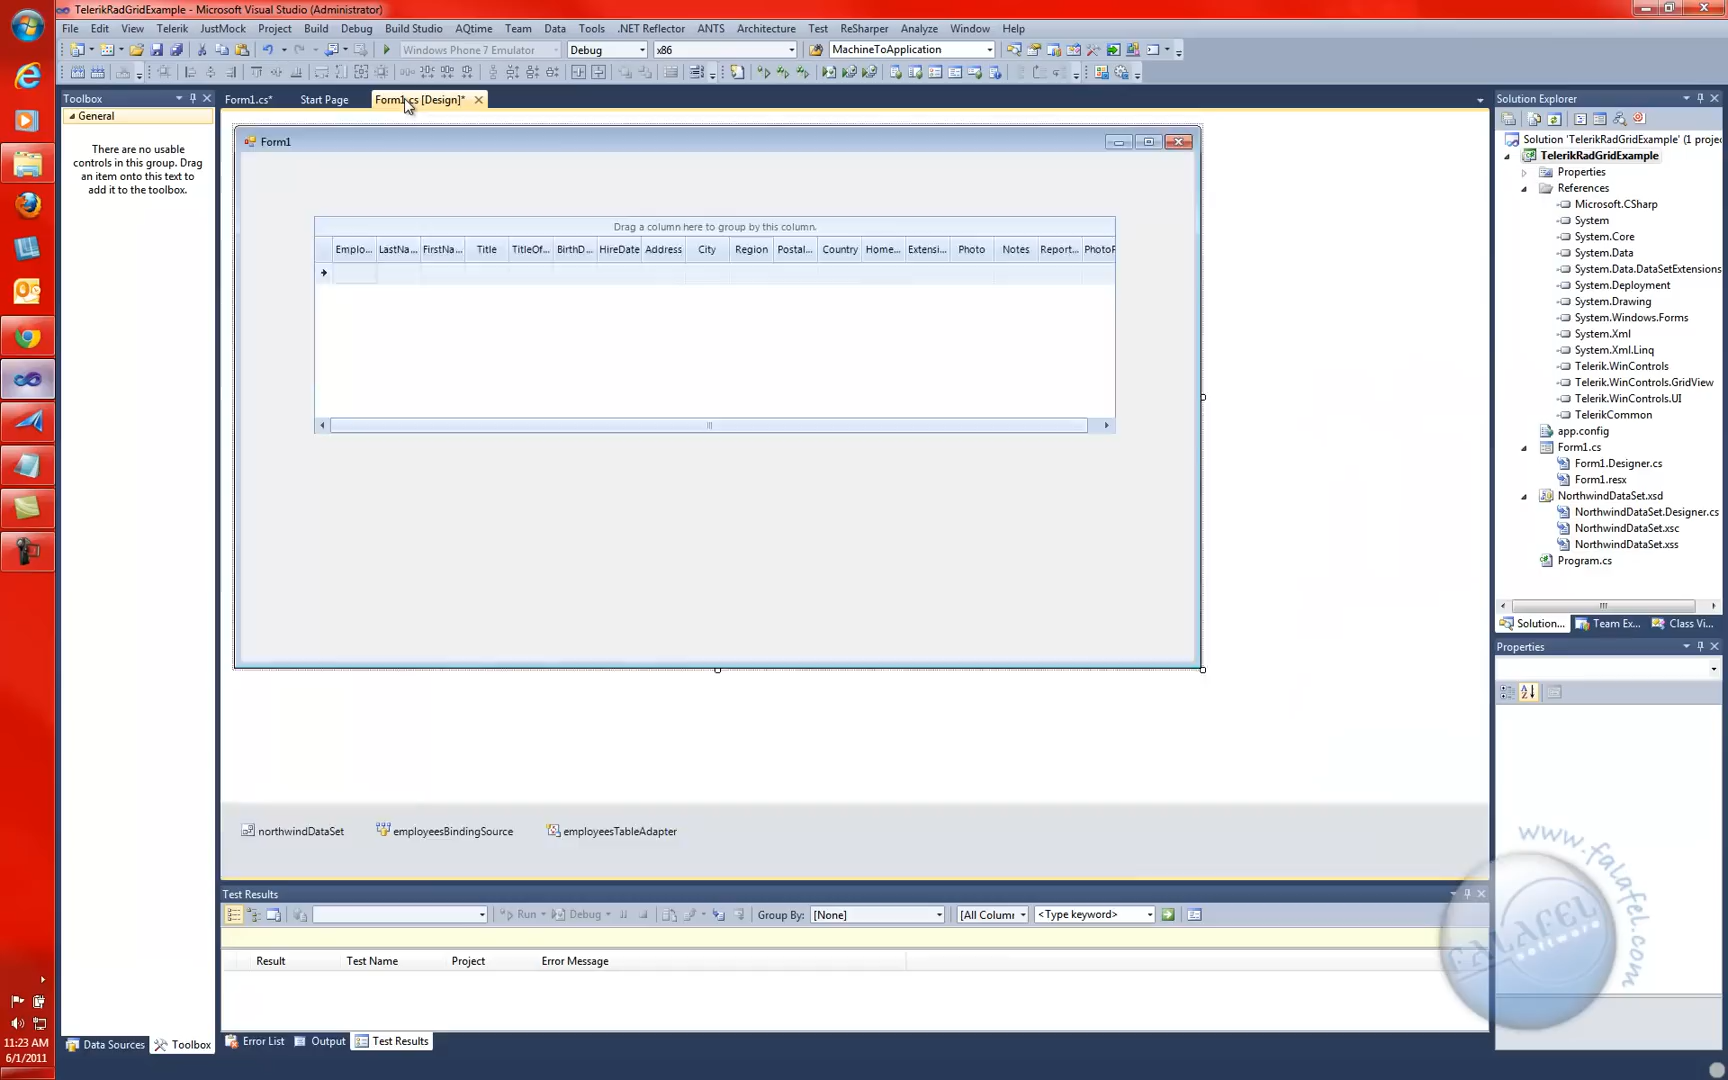 TelerikRadGridExample - Microsoft Visual Studio (Administrator)
File Edit View Telerik JustMock Project Build Debug Build Studio AQtime Team Data Tools .NET Reflector ANTS Architecture Test ReSharper Analyze Window Help
Windows Phone 7 Emulator Debug x86 MachineToApplication
Toolbox
General
There are no usable
controls in this group. Drag
an item onto this text to
add it to the toolbox.
Form1.cs* Start Page Form1.cs [Design]*
Form1
Drag a column here to group by this column.
Emplo... LastNa... FirstNa... Title TitleOf... BirthD... HireDate Address City Region Postal... Country Home... Extensi... Photo Notes Report... PhotoP
northwindDataSet employeesBindingSource employeesTableAdapter
Test Results
Run Debug Group By: [None] [All Colum <Type keyword>
Result Test Name Project Error Message
Data Sources Toolbox Error List Output Test Results
Solution Explorer
Solution 'TelerikRadGridExample' (1 projec
TelerikRadGridExample
Properties
References
Microsoft.CSharp
System
System.Core
System.Data
System.Data.DataSetExtensions
System.Deployment
System.Drawing
System.Windows.Forms
System.Xml
System.Xml.Linq
Telerik.WinControls
Telerik.WinControls.GridView
Telerik.WinControls.UI
TelerikCommon
app.config
Form1.cs
Form1.Designer.cs
Form1.resx
NorthwindDataSet.xsd
NorthwindDataSet.Designer.cs
NorthwindDataSet.xsc
NorthwindDataSet.xss
Program.cs
Solution... Team Ex... Class Vi...
Properties
www.falafel.com
FALAFEL
software
11:23 AM
6/1/2011